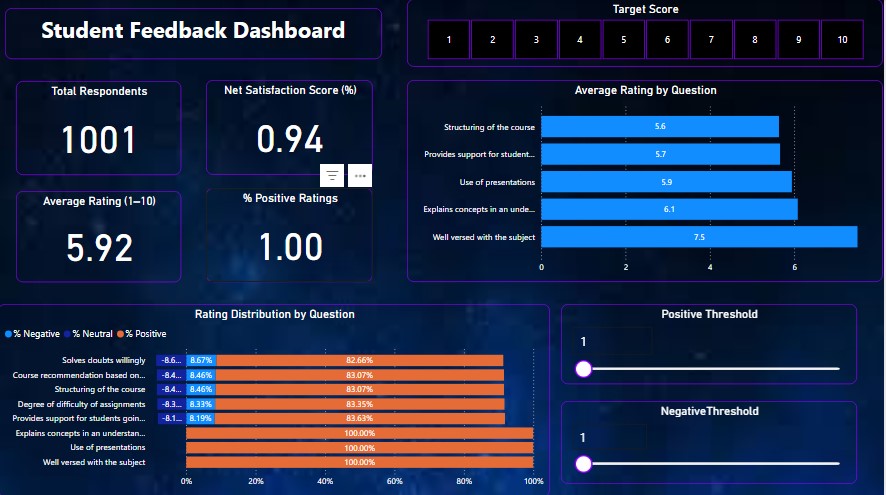 Student Feedback Dashboard
Target Score
1 2 3 4 5 6 7 8 9 10
Total Respondents
1001
Net Satisfaction Score (%)
0.94
Average Rating (1–10)
5.92
% Positive Ratings
1.00
Average Rating by Question
Structuring of the course 5.6
Provides support for student... 5.7
Use of presentations 5.9
Explains concepts in an unde... 6.1
Well versed with the subject 7.5
0 2 4 6
Rating Distribution by Question
% Negative % Neutral % Positive
Solves doubts willingly -8.6... 8.67% 82.66%
Course recommendation based on... -8.4... 8.46% 83.07%
Structuring of the course -8.4... 8.46% 83.07%
Degree of difficulty of assignments -8.3... 8.33% 83.35%
Provides support for students goin... -8.1... 8.19% 83.63%
Explains concepts in an understan... 100.00%
Use of presentations 100.00%
Well versed with the subject 100.00%
0% 20% 40% 60% 80% 100%
Positive Threshold
1
NegativeThreshold
1